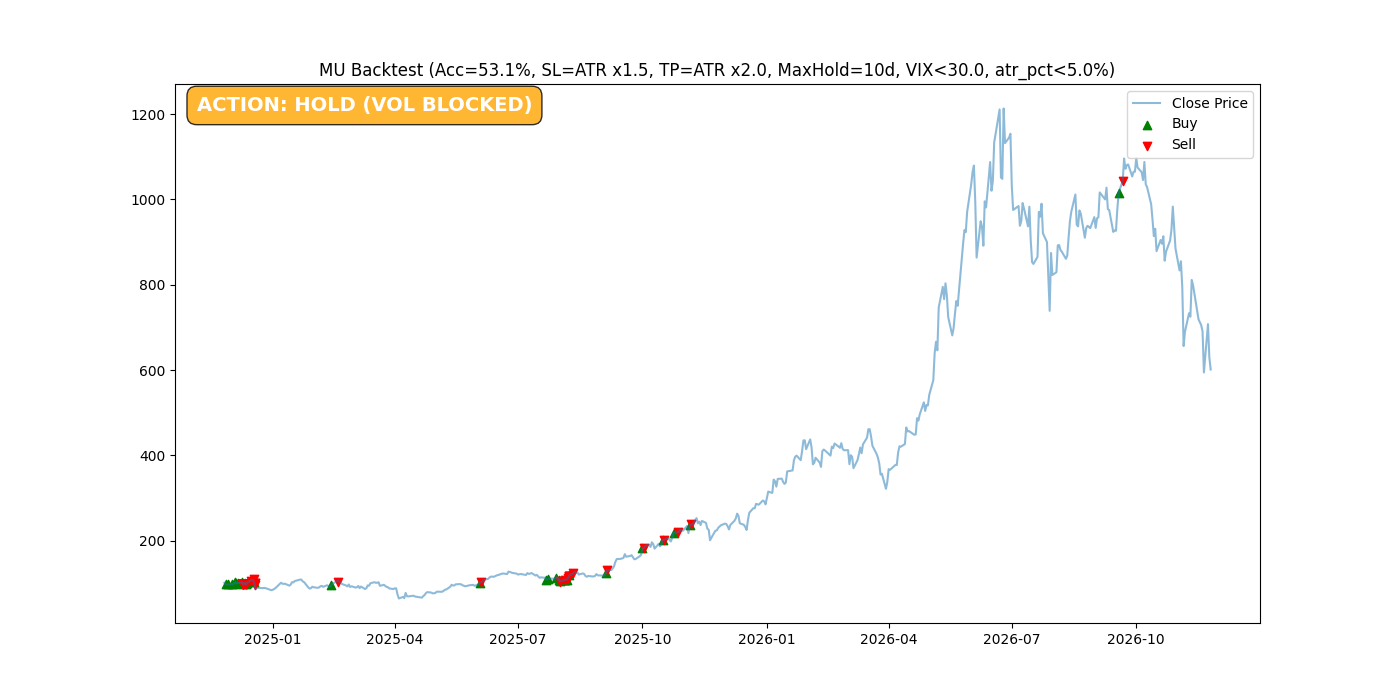 MU Backtest (Acc=53.1%, SL=ATR x1.5, TP=ATR x2.0, MaxHold=10d, VIX<30.0, atr_pct<5.0%)
ACTION: HOLD (VOL BLOCKED)
Close Price
Buy
Sell
1200
1000
800
600
400
200
2025-01
2025-04
2025-07
2025-10
2026-01
2026-04
2026-07
2026-10